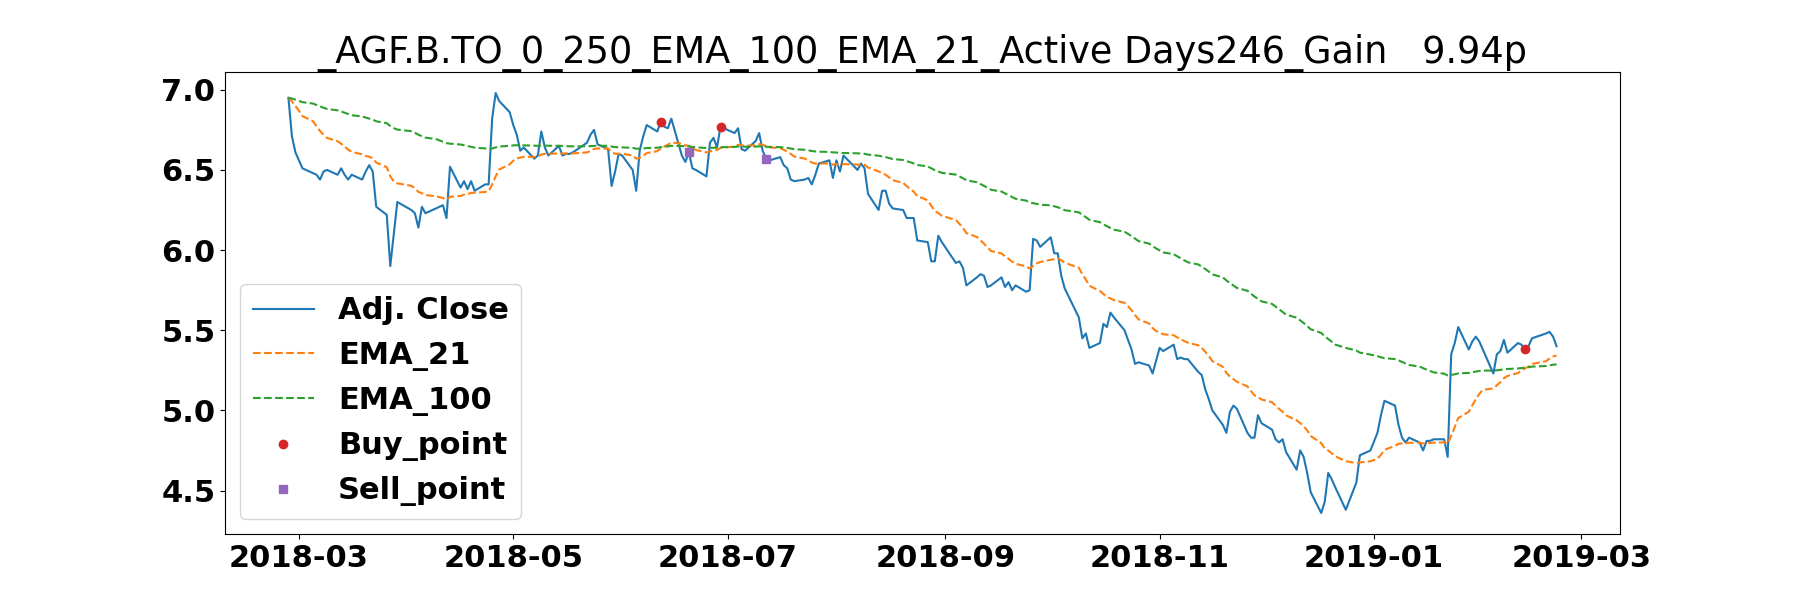 _AGF.B.TO_0_250_EMA_100_EMA_21_Active Days246_Gain   9.94p
7.0
6.5
6.0
5.5
5.0
4.5
Adj. Close
EMA_21
EMA_100
Buy_point
Sell_point
2018-03 2018-05 2018-07 2018-09 2018-11 2019-01 2019-03